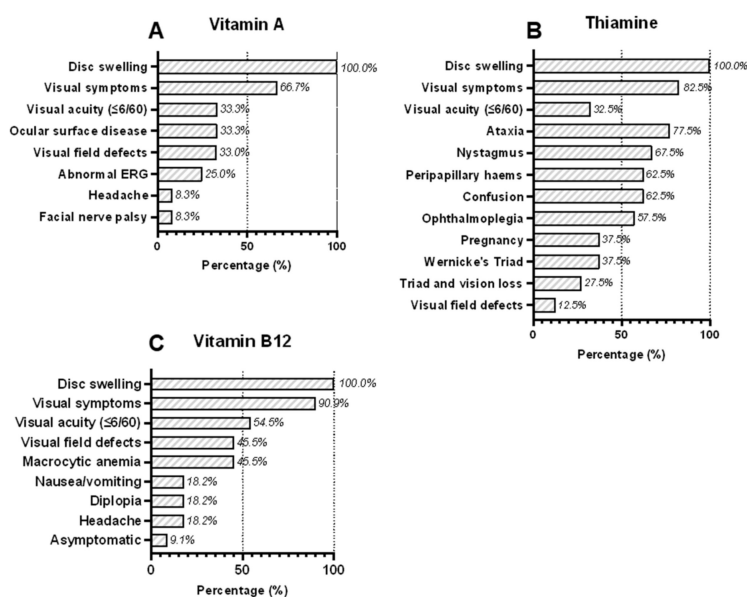 A Vitamin A
Disc swelling 100.0%
Visual symptoms 66.7%
Visual acuity (≤6/60) 33.3%
Ocular surface disease 33.3%
Visual field defects 33.0%
Abnormal ERG 25.0%
Headache 8.3%
Facial nerve palsy 8.3%
0 50 100
Percentage (%)
B Thiamine
Disc swelling 100.0%
Visual symptoms 82.5%
Visual acuity (≤6/60) 32.5%
Ataxia 77.5%
Nystagmus 67.5%
Peripapillary haems 62.5%
Confusion 62.5%
Ophthalmoplegia 57.5%
Pregnancy 37.5%
Wernicke's Triad 37.5%
Triad and vision loss 27.5%
Visual field defects 12.5%
0 50 100
Percentage (%)
C Vitamin B12
Disc swelling 100.0%
Visual symptoms 90.9%
Visual acuity (≤6/60) 54.5%
Visual field defects 45.5%
Macrocytic anemia 45.5%
Nausea/vomiting 18.2%
Diplopia 18.2%
Headache 18.2%
Asymptomatic 9.1%
0 50 100
Percentage (%)